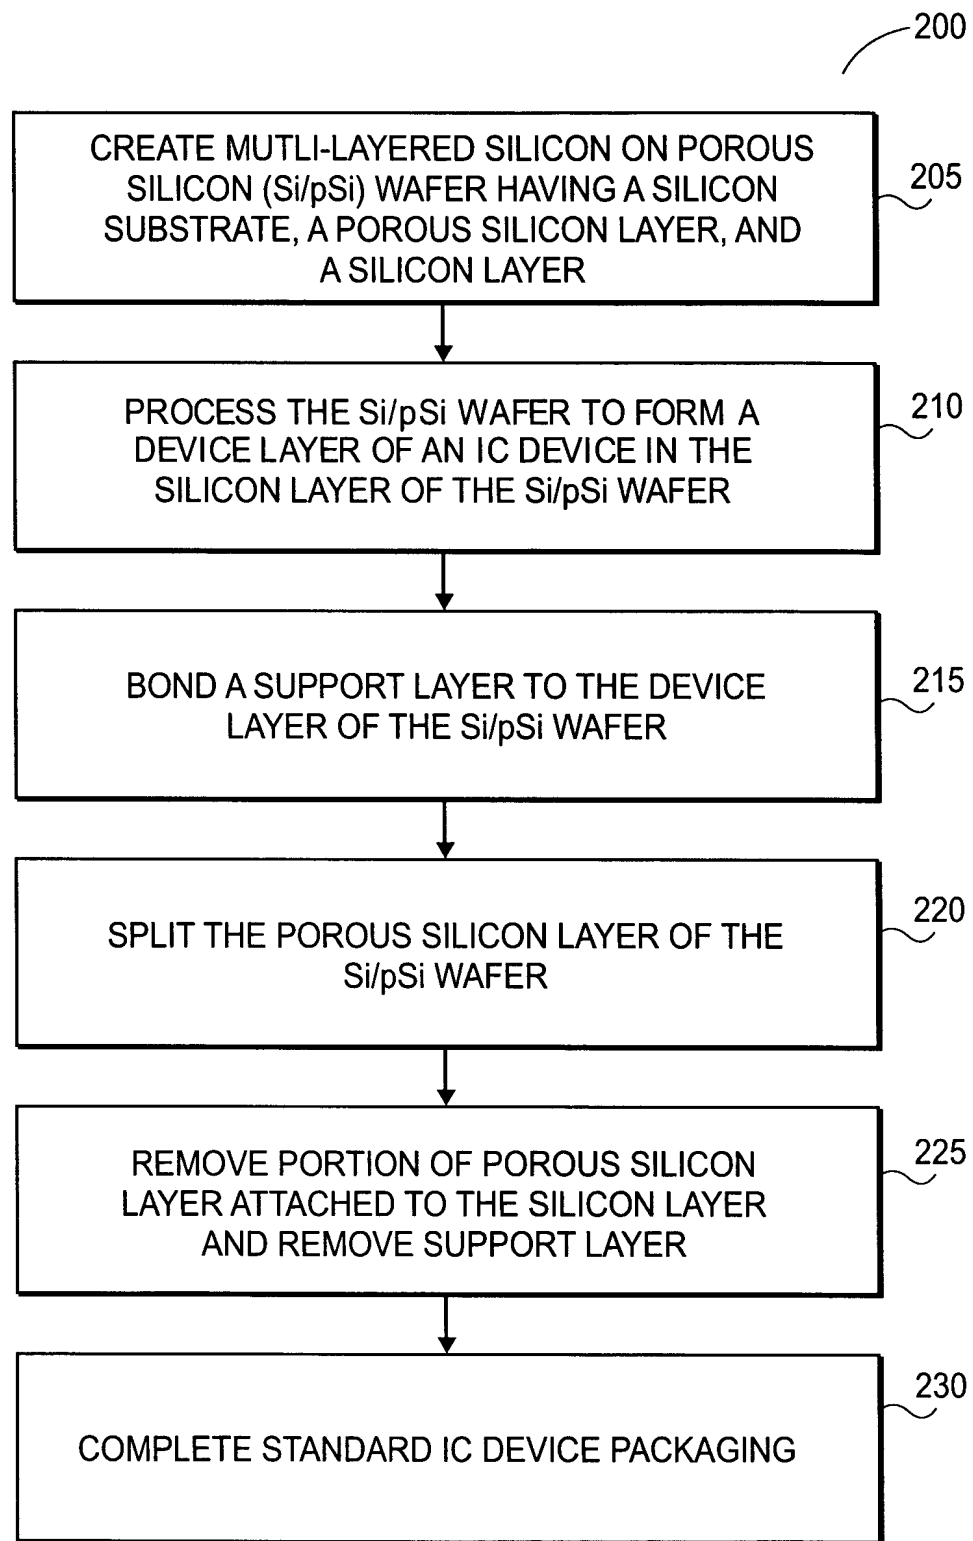 200
CREATE MUTLI-LAYERED SILICON ON POROUS
SILICON (Si/pSi) WAFER HAVING A SILICON
SUBSTRATE, A POROUS SILICON LAYER, AND
A SILICON LAYER
205
PROCESS THE Si/pSi WAFER TO FORM A
DEVICE LAYER OF AN IC DEVICE IN THE
SILICON LAYER OF THE Si/pSi WAFER
210
BOND A SUPPORT LAYER TO THE DEVICE
LAYER OF THE Si/pSi WAFER
215
SPLIT THE POROUS SILICON LAYER OF THE
Si/pSi WAFER
220
REMOVE PORTION OF POROUS SILICON
LAYER ATTACHED TO THE SILICON LAYER
AND REMOVE SUPPORT LAYER
225
COMPLETE STANDARD IC DEVICE PACKAGING
230